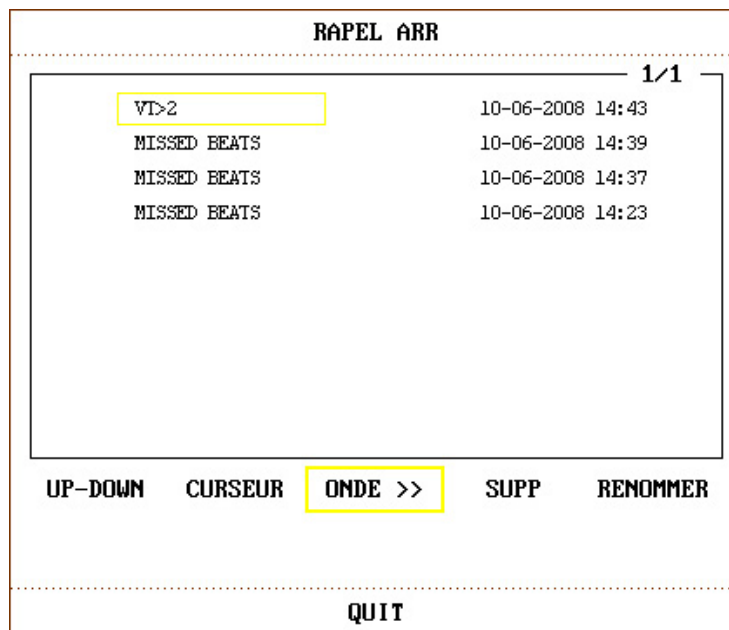 RAPEL ARR
1/1
VT>2 10-06-2008 14:43
MISSED BEATS 10-06-2008 14:39
MISSED BEATS 10-06-2008 14:37
MISSED BEATS 10-06-2008 14:23
UP-DOWN CURSEUR ONDE >> SUPP RENOMMER
QUIT